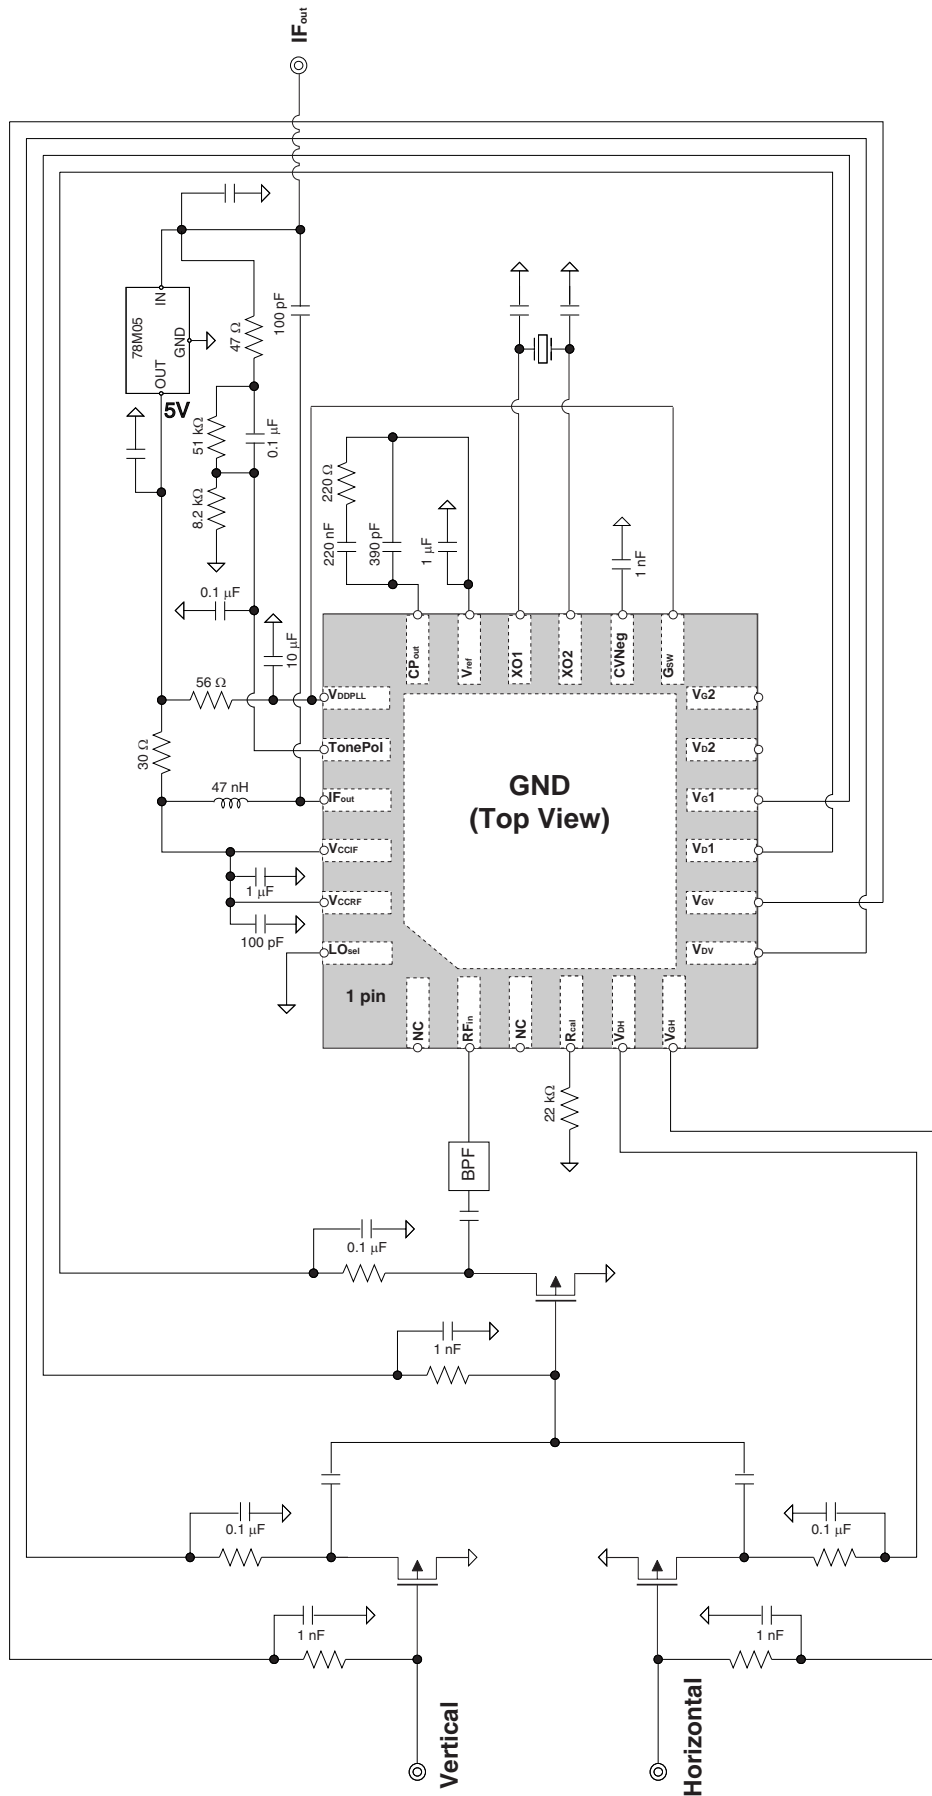 IFout
78M05
IN
OUT
GND
5V
47 Ω
100 pF
51 kΩ
0.1 µF
8.2 kΩ
0.1 µF
10 µF
56 Ω
30 Ω
47 nH
1 µF
100 pF
220 Ω
220 nF
390 pF
1 µF
1 nF
CPout
Vref
XO1
XO2
CVNeg
GSW
VDDPLL
TonePol
IFout
VCCIF
VCCRF
LOsel
GND
(Top View)
VG2
VD2
VG1
VD1
VGV
VDV
1 pin
NC
RFin
NC
Rcal
VDH
VGH
22 kΩ
BPF
0.1 µF
1 nF
0.1 µF
0.1 µF
1 nF
1 nF
Vertical
Horizontal